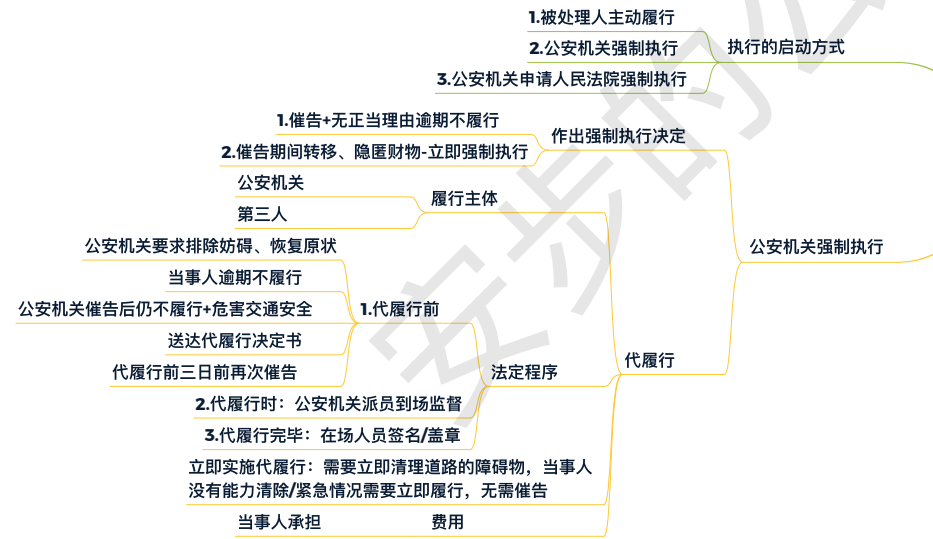 1.被处理人主动履行
2.公安机关强制执行
执行的启动方式
3.公安机关申请人民法院强制执行
1.催告+无正当理由逾期不履行
作出强制执行决定
2.催告期间转移、隐匿财物-立即强制执行
公安机关
履行主体
第三人
公安机关要求排除妨碍、恢复原状
公安机关强制执行
当事人逾期不履行
公安机关催告后仍不履行+危害交通安全
1.代履行前
送达代履行决定书
代履行
代履行前三日前再次催告
法定程序
2.代履行时：公安机关派员到场监督
3.代履行完毕：在场人员签名/盖章
立即实施代履行：需要立即清理道路的障碍物，当事人
没有能力清除/紧急情况需要立即履行，无需催告
当事人承担
费用
安步的公